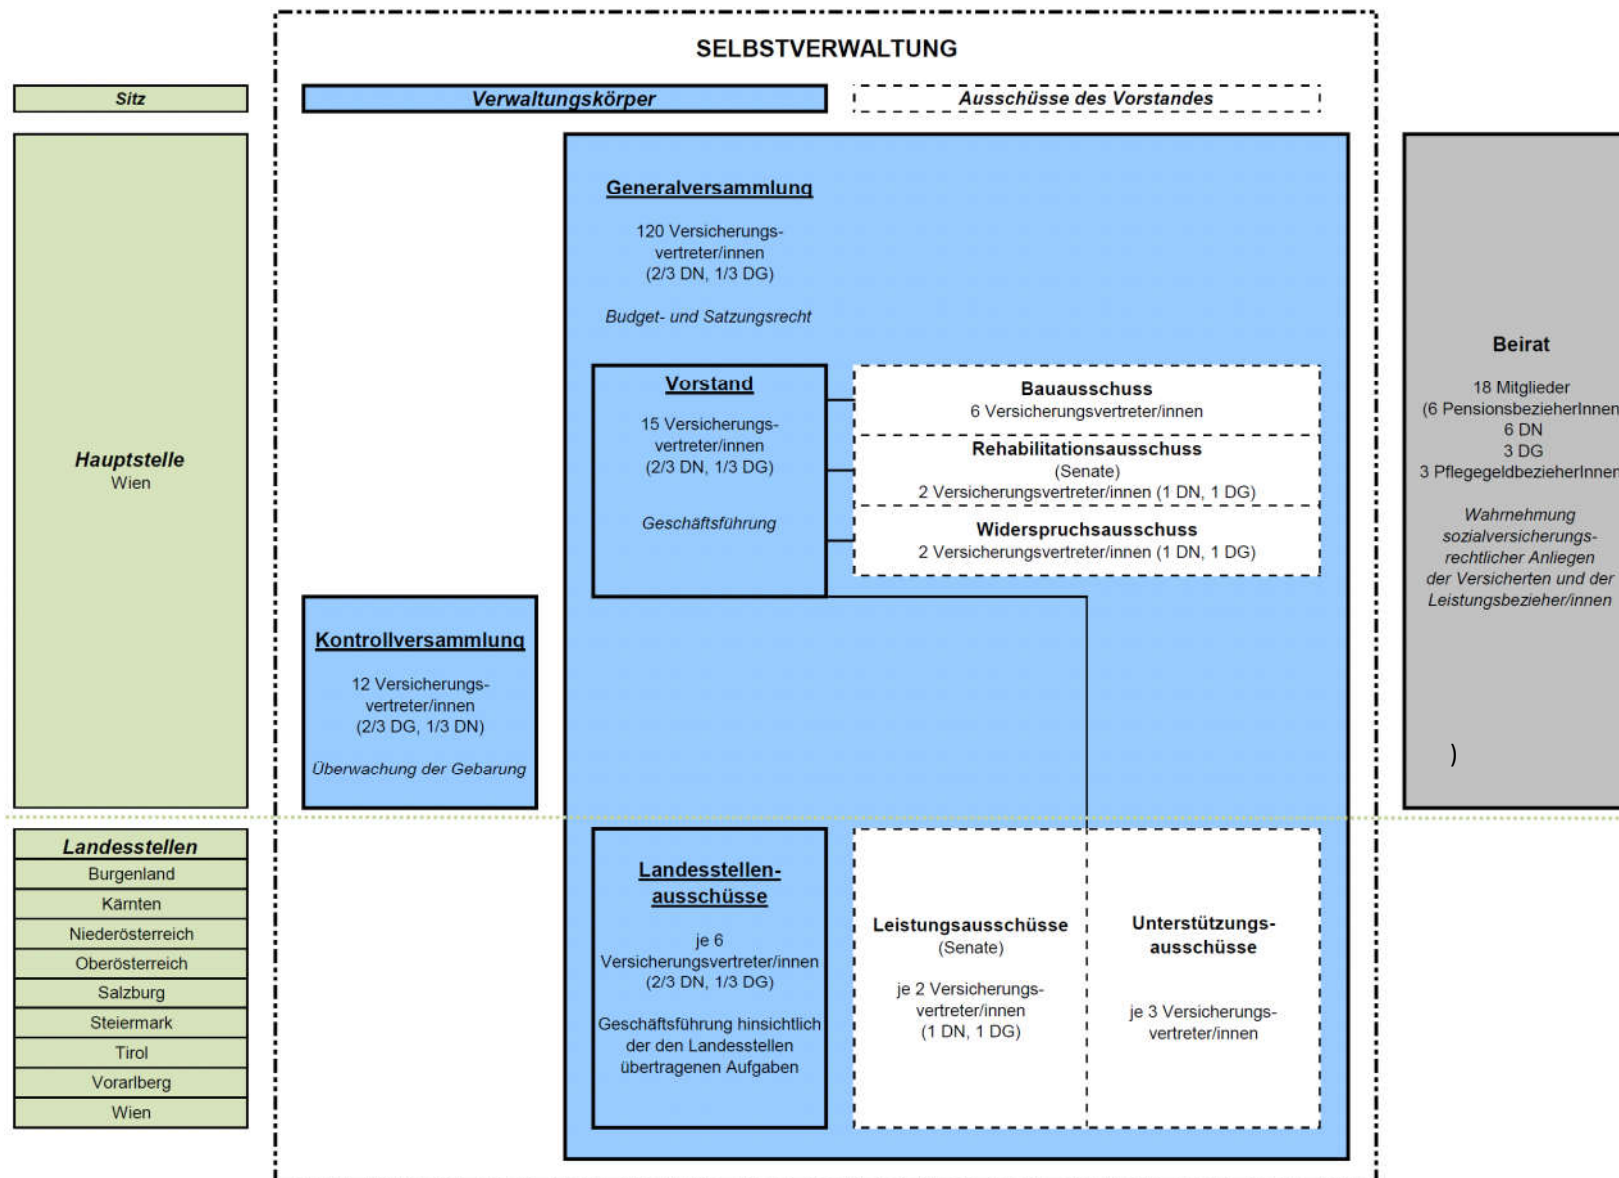 SELBSTVERWALTUNG
Sitz
Verwaltungskörper
Ausschüsse des Vorstandes
Hauptstelle
Wien
Generalversammlung
120 Versicherungs-
vertreter/innen
(2/3 DN, 1/3 DG)
Budget- und Satzungsrecht
Vorstand
15 Versicherungs-
vertreter/innen
(2/3 DN, 1/3 DG)
Geschäftsführung
Bauausschuss
6 Versicherungsvertreter/innen
Rehabilitationsausschuss
(Senate)
2 Versicherungsvertreter/innen (1 DN, 1 DG)
Widerspruchsausschuss
2 Versicherungsvertreter/innen (1 DN, 1 DG)
Kontrollversammlung
12 Versicherungs-
vertreter/innen
(2/3 DG, 1/3 DN)
Überwachung der Gebarung
Beirat
18 Mitglieder
(6 PensionsbezieherInnen
6 DN
3 DG
3 PflegegeldbezieherInnen
Wahrnehmung
sozialversicherungs-
rechtlicher Anliegen
der Versicherten und der
Leistungsbezieher/innen
)
Landesstellen
Burgenland
Kärnten
Niederösterreich
Oberösterreich
Salzburg
Steiermark
Tirol
Vorarlberg
Wien
Landesstellen-
ausschüsse
je 6
Versicherungsvertreter/innen
(2/3 DN, 1/3 DG)
Geschäftsführung hinsichtlich
der den Landesstellen
übertragenen Aufgaben
Leistungsausschüsse
(Senate)
je 2 Versicherungs-
vertreter/innen
(1 DN, 1 DG)
Unterstützungs-
ausschüsse
je 3 Versicherungs-
vertreter/innen